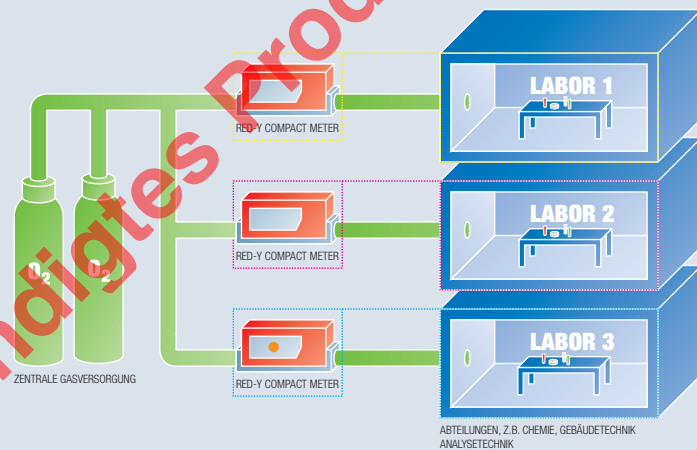 LABOR 1
RED-Y COMPACT METER
LABOR 2
RED-Y COMPACT METER
O2 O2
LABOR 3
ZENTRALE GASVERSORGUNG
RED-Y COMPACT METER
ABTEILUNGEN, Z.B. CHEMIE, GEBÄUDETECHNIK
ANALYSETECHNIK
ndigtes Prod